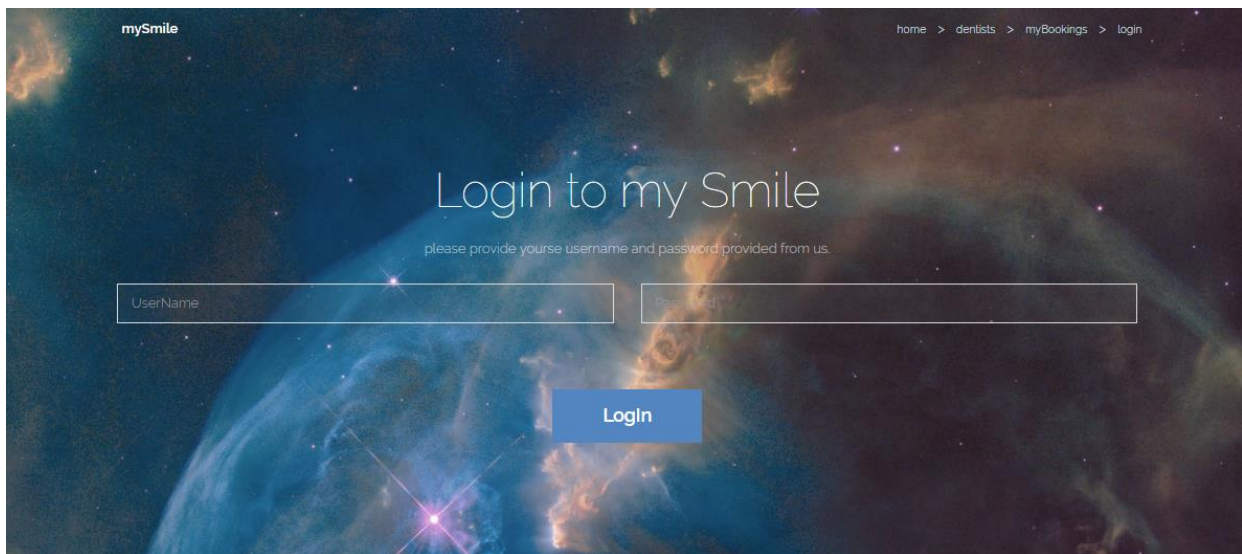 mySmile
home > dentists > myBookings > login
Login to my Smile
please provide yourse username and password provided from us.
UserName
Password
LogIn